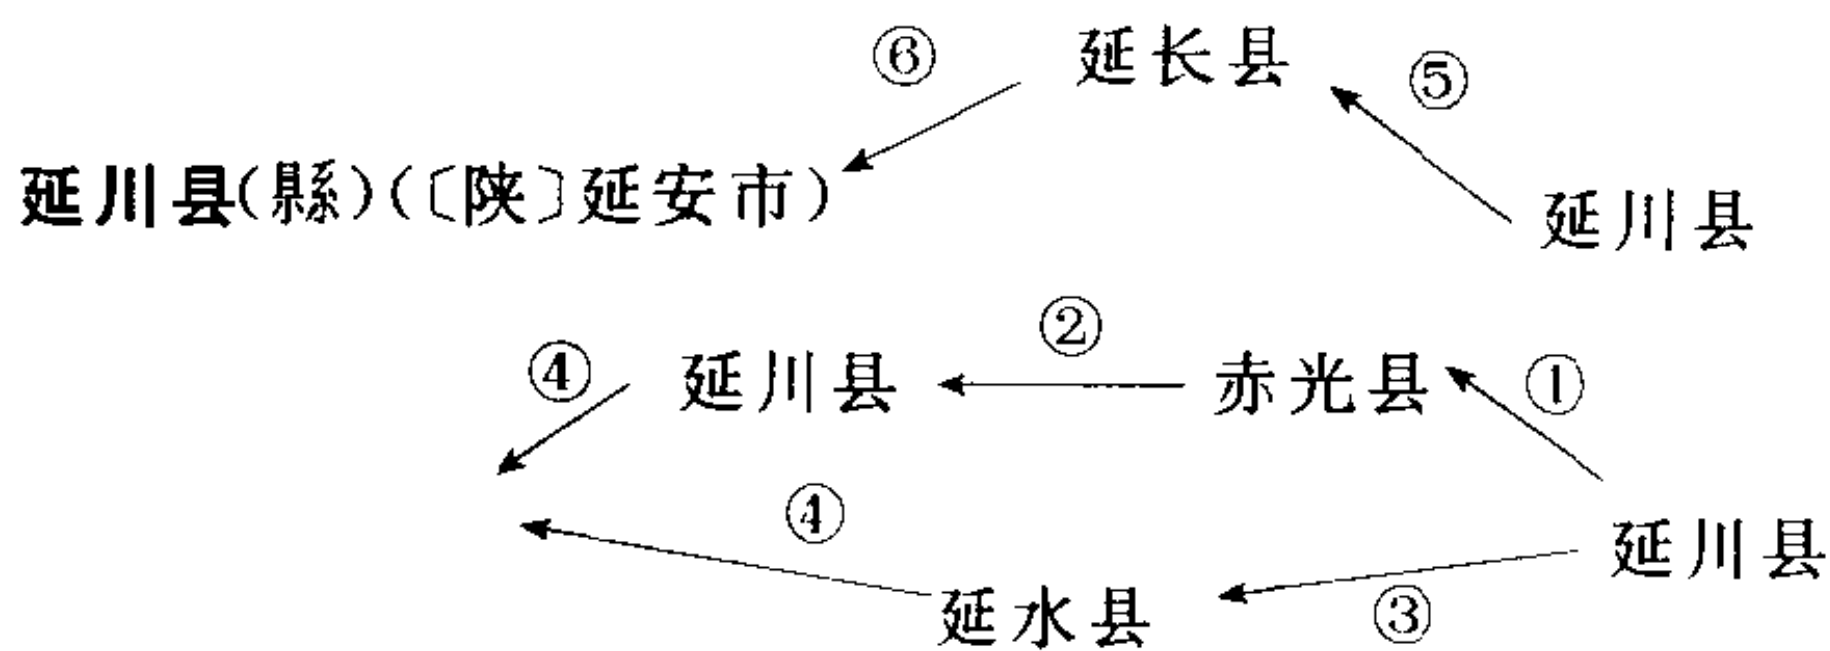 ⑥ 延长县 ⑤
延川县(縣)(〔陕〕延安市)
延川县
②
④ 延川县 赤光县 ①
④
延川县
延水县 ③